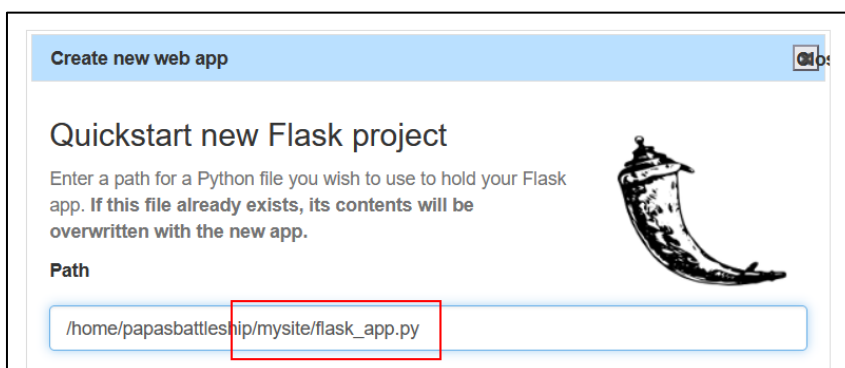 Create new web app
Quickstart new Flask project
Enter a path for a Python file you wish to use to hold your Flask
app. If this file already exists, its contents will be
overwritten with the new app.
Path
/home/papasbattleship/mysite/flask_app.py